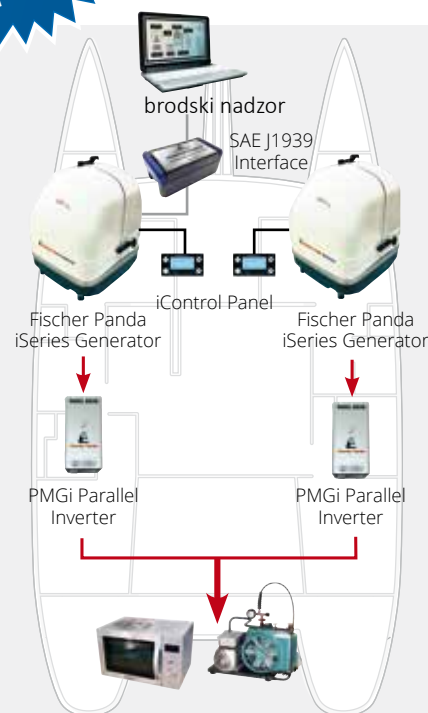 brodski nadzor
SAE J1939
Interface
iControl Panel
Fischer Panda
iSeries Generator
Fischer Panda
iSeries Generator
PMGi Parallel
Inverter
PMGi Parallel
Inverter